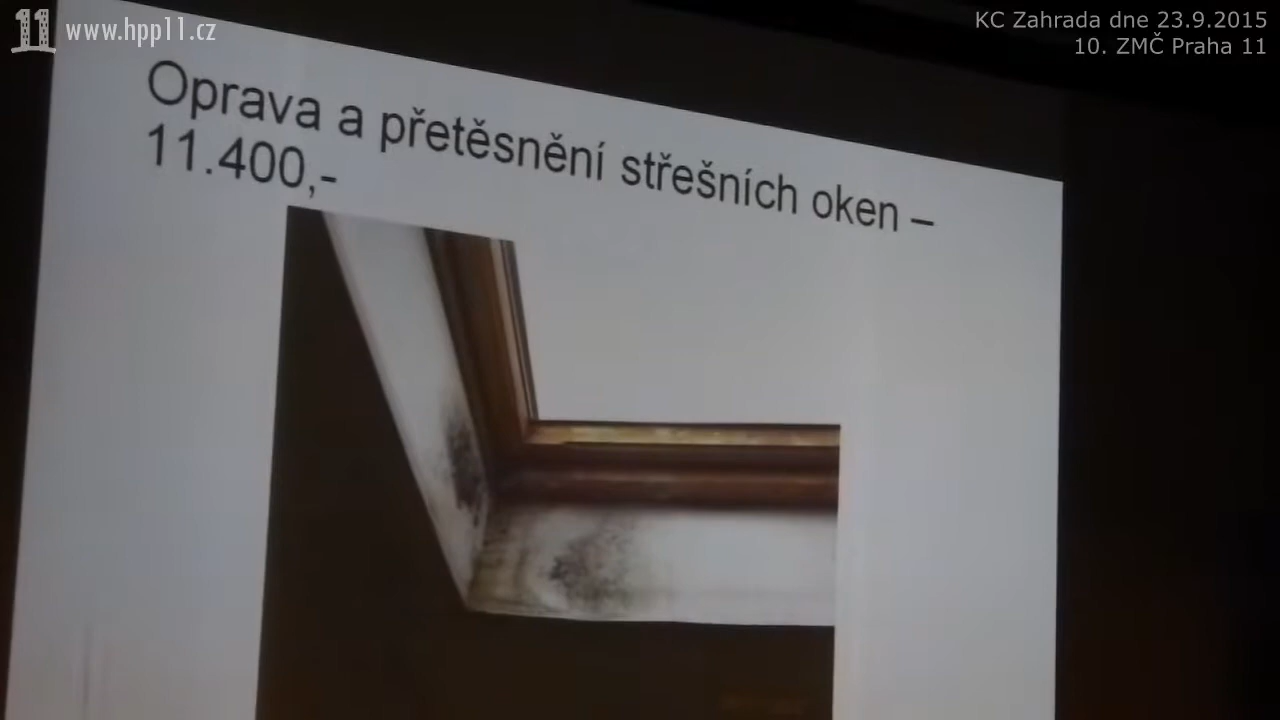 11 www.hpp11.cz
KC Zahrada dne 23.9.2015
10. ZMČ Praha 11
Oprava a přetěsnění střešních oken –
11.400,-